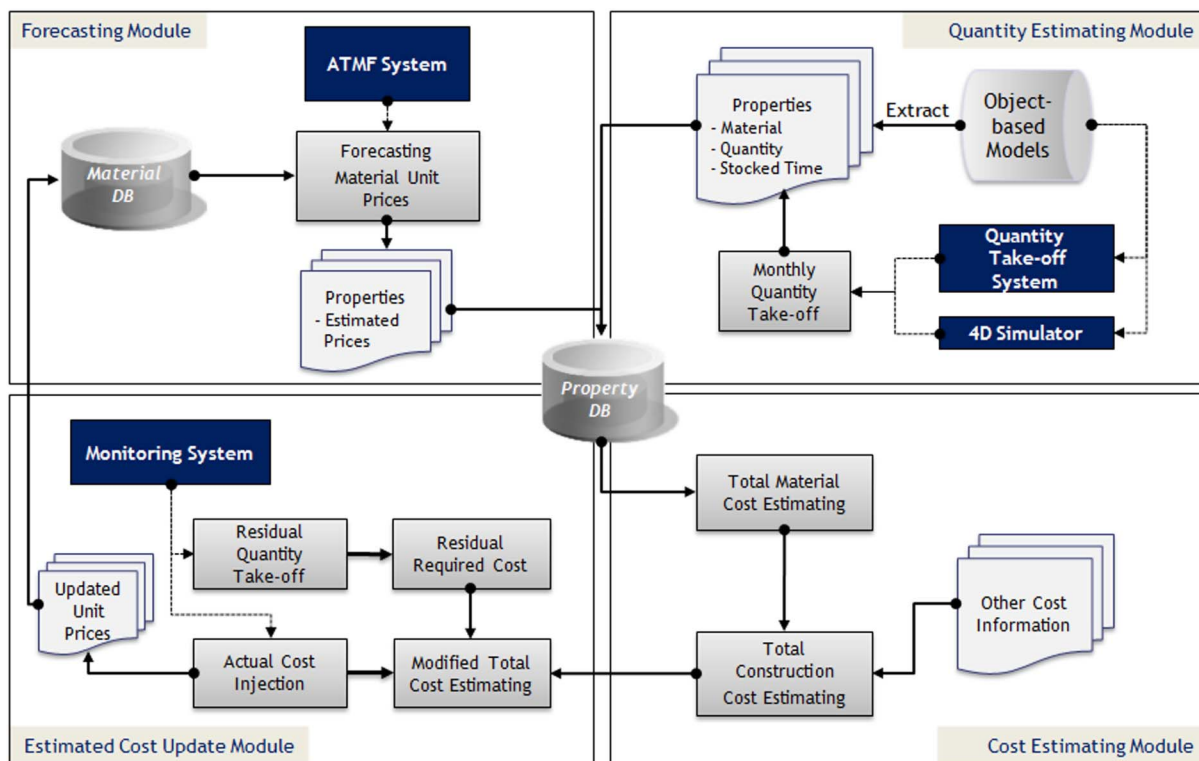 Forecasting Module
ATMF System
Material
DB
Forecasting
Material Unit
Prices
Properties
- Estimated
Prices
Quantity Estimating Module
Properties
- Material
- Quantity
- Stocked Time
Extract
Object-
based
Models
Monthly
Quantity
Take-off
Quantity
Take-off
System
4D Simulator
Property
DB
Monitoring System
Residual
Quantity
Take-off
Residual
Required Cost
Updated
Unit
Prices
Actual Cost
Injection
Modified Total
Cost Estimating
Estimated Cost Update Module
Total Material
Cost Estimating
Other Cost
Information
Total
Construction
Cost Estimating
Cost Estimating Module